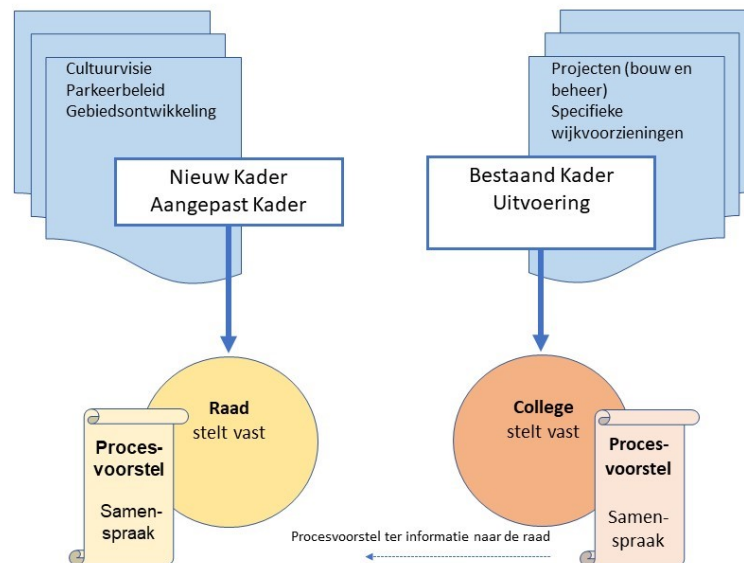 Cultuurvisie
Parkeerbeleid
Gebiedsontwikkeling
Nieuw Kader
Aangepast Kader
Raad
stelt vast
Proces-
voorstel
Samen-
spraak
Projecten (bouw en
beheer)
Specifieke
wijkvoorzieningen
Bestaand Kader
Uitvoering
College
stelt vast
Proces-
voorstel
Samen-
spraak
Procesvoorstel ter informatie naar de raad